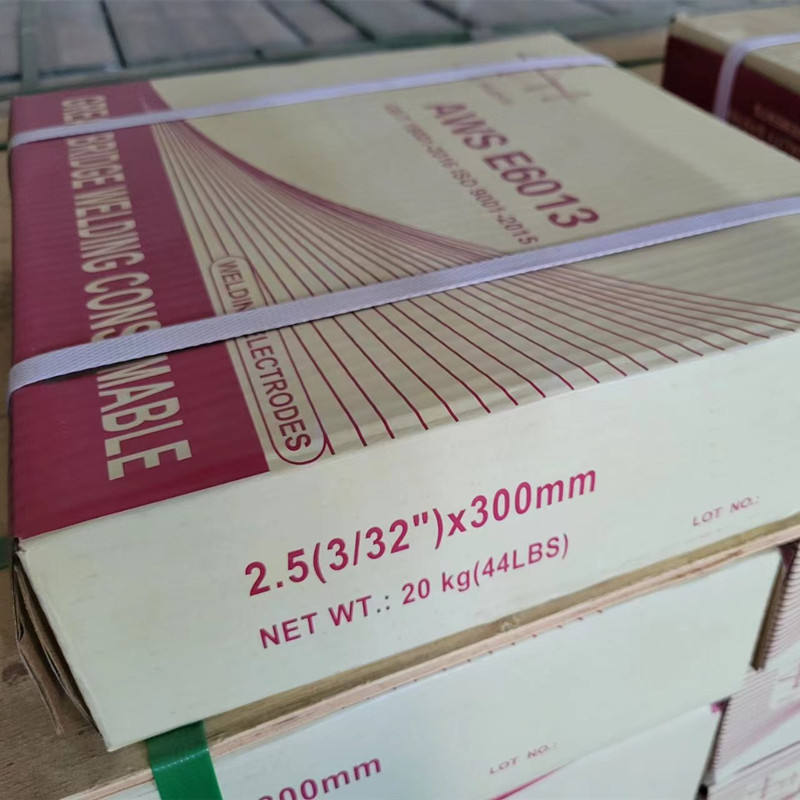 BRIDGE WELDING CONSUMABLE
AWS E6013
ISO 9001-2015
WELDING ELECTRODES
2.5(3/32")x300mm
NET WT.: 20 kg(44LBS)
LOT NO.:
300mm
LOT NO.: